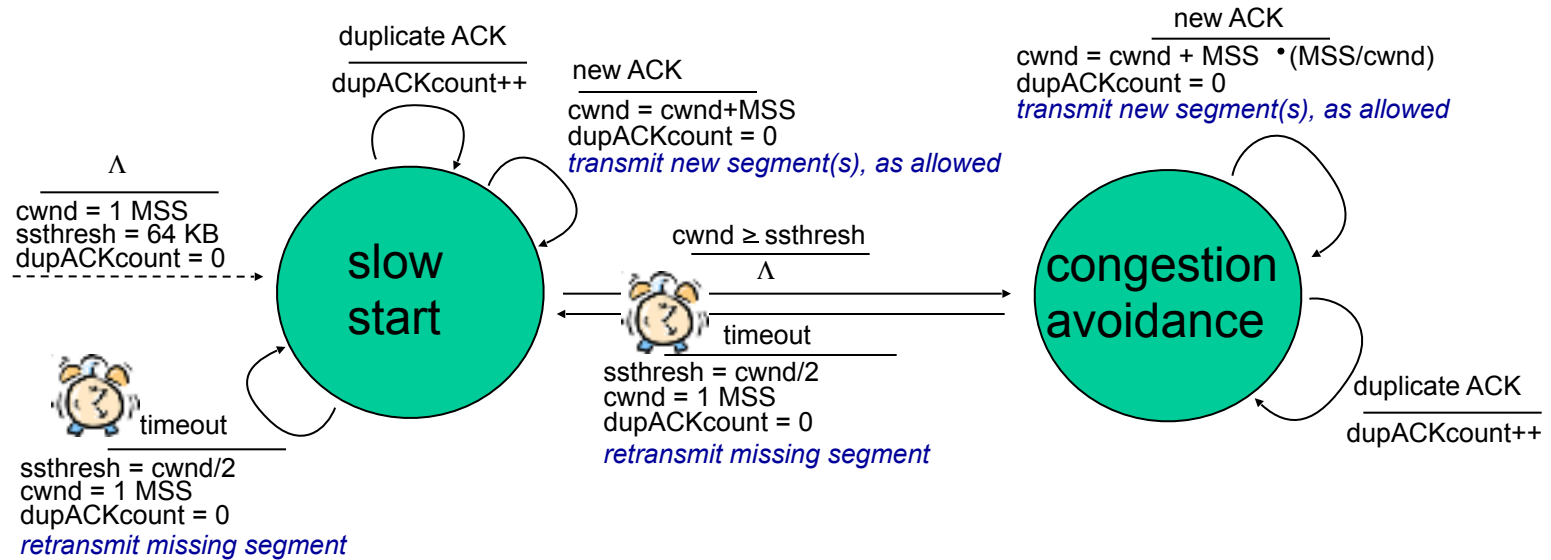 duplicate ACK
dupACKcount++
new ACK
cwnd = cwnd+MSS
dupACKcount = 0
transmit new segment(s), as allowed
new ACK
cwnd = cwnd + MSS •(MSS/cwnd)
dupACKcount = 0
transmit new segment(s), as allowed
Λ
cwnd = 1 MSS
ssthresh = 64 KB
dupACKcount = 0
slow
start
cwnd ≥ ssthresh
Λ
timeout
ssthresh = cwnd/2
cwnd = 1 MSS
dupACKcount = 0
retransmit missing segment
congestion
avoidance
duplicate ACK
dupACKcount++
timeout
ssthresh = cwnd/2
cwnd = 1 MSS
dupACKcount = 0
retransmit missing segment